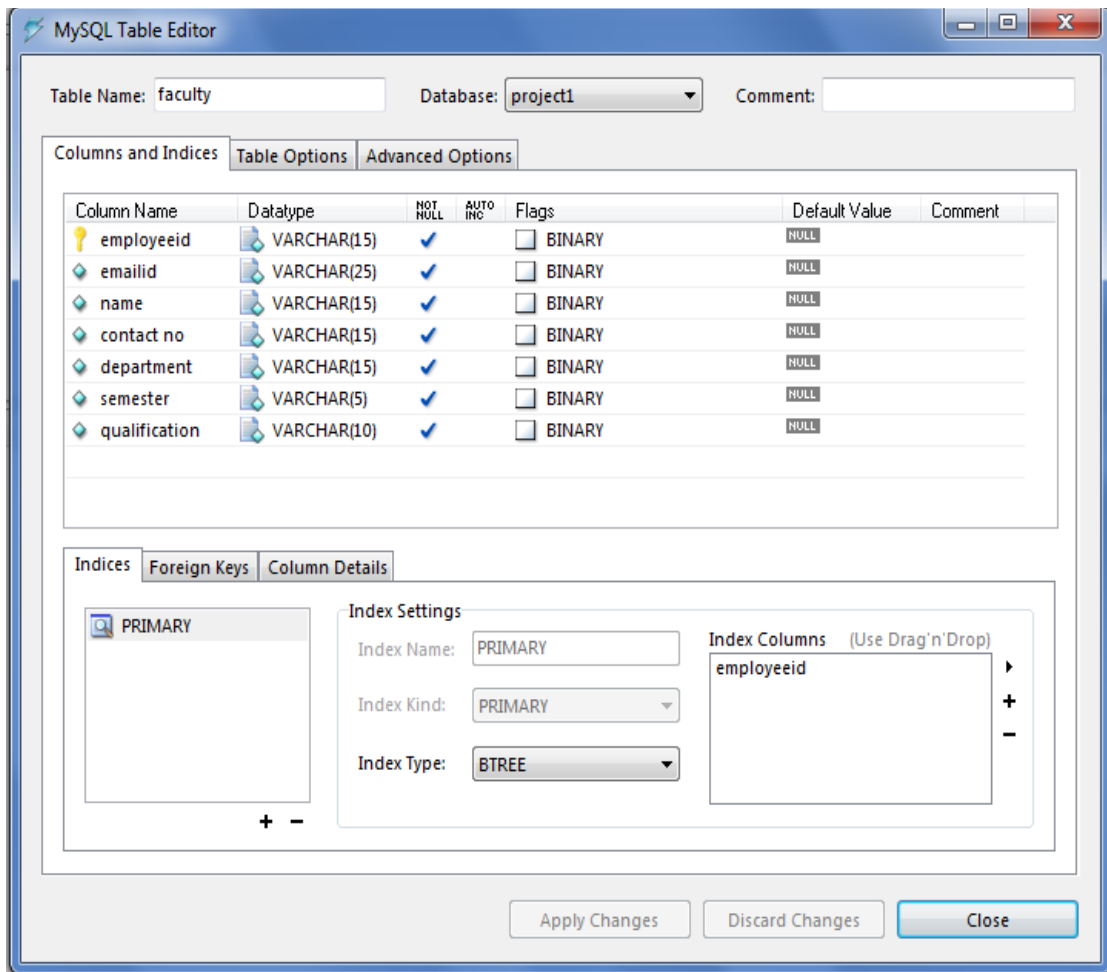 MySQL Table Editor
Table Name: faculty Database: project1 Comment:
Columns and Indices Table Options Advanced Options
Column Name Datatype NOT NULL AUTO INC Flags Default Value Comment
employeeid VARCHAR(15) BINARY NULL
emailid VARCHAR(25) BINARY NULL
name VARCHAR(15) BINARY NULL
contact no VARCHAR(15) BINARY NULL
department VARCHAR(15) BINARY NULL
semester VARCHAR(5) BINARY NULL
qualification VARCHAR(10) BINARY NULL
Indices Foreign Keys Column Details
PRIMARY
Index Settings
Index Name: PRIMARY
Index Kind: PRIMARY
Index Type: BTREE
Index Columns (Use Drag'n'Drop)
employeeid
Apply Changes Discard Changes Close